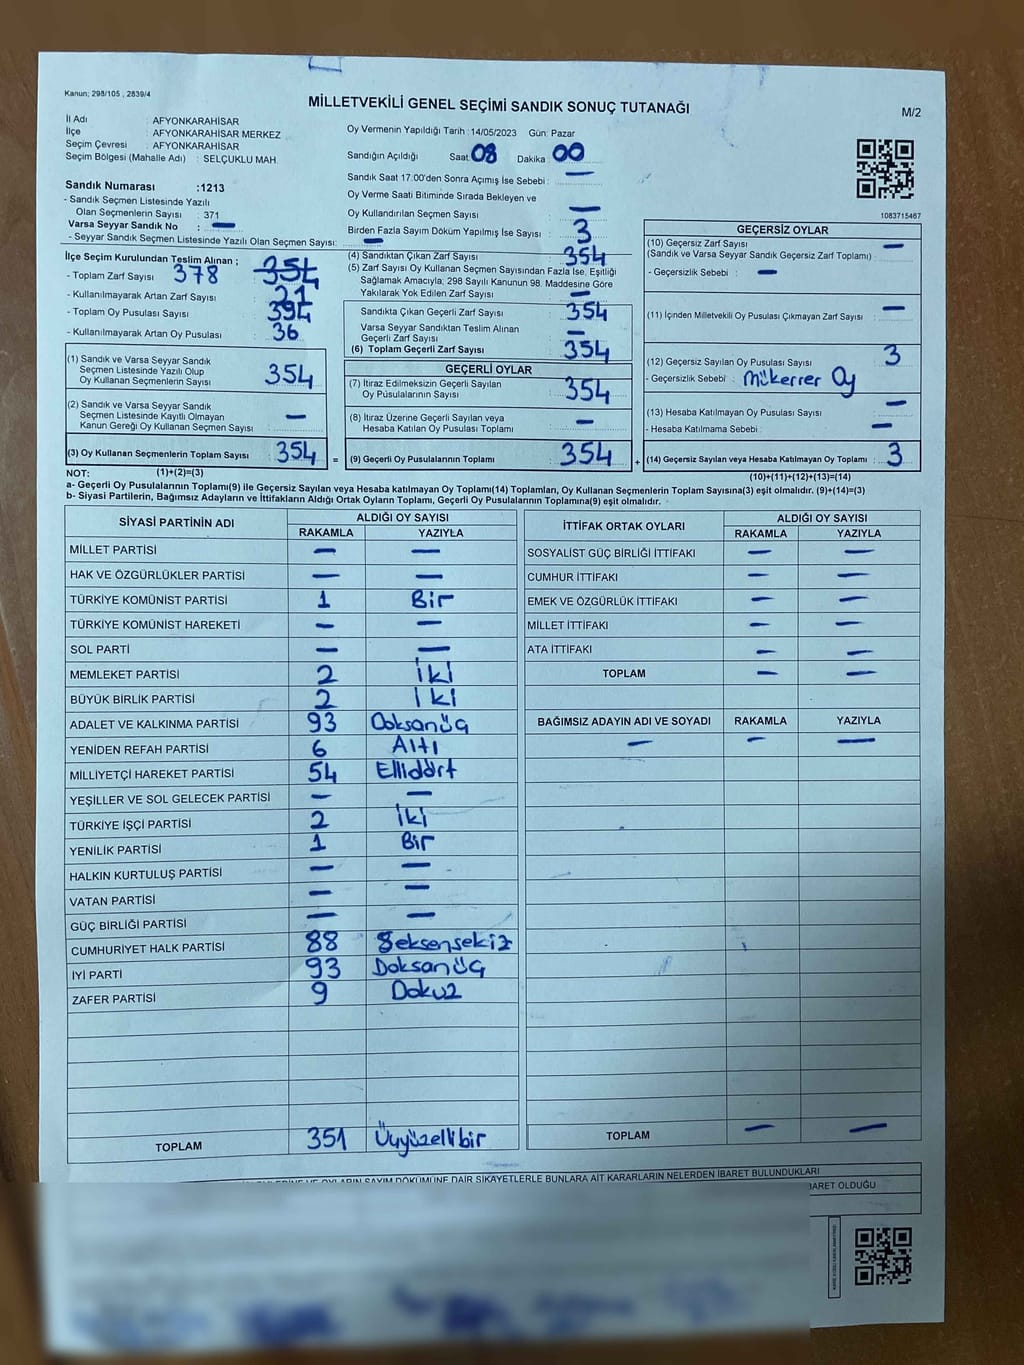 Kanun; 298/105 , 2839/4
MİLLETVEKİLİ GENEL SEÇİMİ SANDIK SONUÇ TUTANAĞI
M/2
İl Adı : AFYONKARAHİSAR
İlçe : AFYONKARAHİSAR MERKEZ
Seçim Çevresi : AFYONKARAHİSAR
Seçim Bölgesi (Mahalle Adı) : SELÇUKLU MAH.
Oy Vermenin Yapıldığı Tarih : 14/05/2023 Gün: Pazar
Sandığın Açıldığı Saat: 08 Dakika : 00
Sandık Saat 17.00'den Sonra Açımış İse Sebebi : —
Oy Verme Saati Bitiminde Sırada Bekleyen ve
Oy Kullandırılan Seçmen Sayısı : —
Birden Fazla Sayım Döküm Yapılmış İse Sayısı : 3
1083715467
Sandık Numarası :1213
- Sandık Seçmen Listesinde Yazılı
Olan Seçmenlerin Sayısı : 371
Varsa Seyyar Sandık No : —
- Seyyar Sandık Seçmen Listesinde Yazılı Olan Seçmen Sayısı: —
İlçe Seçim Kurulundan Teslim Alınan ;
- Toplam Zarf Sayısı 378 : 354
- Kullanılmayarak Artan Zarf Sayısı : 21
- Toplam Oy Pusulası Sayısı : 394
- Kullanılmayarak Artan Oy Pusulası : 36
(1) Sandık ve Varsa Seyyar Sandık
Seçmen Listesinde Yazılı Olup
Oy Kullanan Seçmenlerin Sayısı : 354
(2) Sandık ve Varsa Seyyar Sandık
Seçmen Listesinde Kayıtlı Olmayan
Kanun Gereği Oy Kullanan Seçmen Sayısı : —
(3) Oy Kullanan Seçmenlerin Toplam Sayısı : 354
(4) Sandıktan Çıkan Zarf Sayısı : 354
(5) Zarf Sayısı Oy Kullanan Seçmen Sayısından Fazla İse, Eşitliği
Sağlamak Amacıyla; 298 Sayılı Kanunun 98. Maddesine Göre
Yakılarak Yok Edilen Zarf Sayısı : —
Sandıkta Çıkan Geçerli Zarf Sayısı : 354
Varsa Seyyar Sandıktan Teslim Alınan
Geçerli Zarf Sayısı : —
(6) Toplam Geçerli Zarf Sayısı : 354
GEÇERLİ OYLAR
(7) İtiraz Edilmeksizin Geçerli Sayılan
Oy Pusulalarının Sayısı : 354
(8) İtiraz Üzerine Geçerli Sayılan veya
Hesaba Katılan Oy Pusulası Toplamı : —
= (9) Geçerli Oy Pusulalarının Toplamı : 354 +
GEÇERSİZ OYLAR
(10) Geçersiz Zarf Sayısı —
(Sandık ve Varsa Seyyar Sandık Geçersiz Zarf Toplamı) :
- Geçersizlik Sebebi : —
(11) İçinden Milletvekili Oy Pusulası Çıkmayan Zarf Sayısı : —
(12) Geçersiz Sayılan Oy Pusulası Sayısı : 3
- Geçersizlik Sebebi : Mükerrer Oy
(13) Hesaba Katılmayan Oy Pusulası Sayısı : —
- Hesaba Katılmama Sebebi : —
(14) Geçersiz Sayılan veya Hesaba Katılmayan Oy Toplamı : 3
NOT: (1)+(2)=(3)
(10)+(11)+(12)+(13)=(14)
a- Geçerli Oy Pusulalarının Toplamı(9) ile Geçersiz Sayılan veya Hesaba katılmayan Oy Toplamı(14) Toplamları, Oy Kullanan Seçmenlerin Toplam Sayısına(3) eşit olmalıdır. (9)+(14)=(3)
b- Siyasi Partilerin, Bağımsız Adayların ve İttifakların Aldığı Ortak Oyların Toplamı, Geçerli Oy Pusulalarının Toplamına(9) eşit olmalıdır.
SİYASİ PARTİNİN ADI ALDIĞI OY SAYISI
RAKAMLA YAZIYLA
MİLLET PARTİSİ — —
HAK VE ÖZGÜRLÜKLER PARTİSİ — —
TÜRKİYE KOMÜNİST PARTİSİ 1 Bir
TÜRKİYE KOMÜNİST HAREKETİ — —
SOL PARTİ — —
MEMLEKET PARTİSİ 2 iki
BÜYÜK BİRLİK PARTİSİ 2 iki
ADALET VE KALKINMA PARTİSİ 93 Doksanüç
YENİDEN REFAH PARTİSİ 6 Altı
MİLLİYETÇİ HAREKET PARTİSİ 54 Ellidört
YEŞİLLER VE SOL GELECEK PARTİSİ — —
TÜRKİYE İŞÇİ PARTİSİ 2 iki
YENİLİK PARTİSİ 1 Bir
HALKIN KURTULUŞ PARTİSİ — —
VATAN PARTİSİ — —
GÜÇ BİRLİĞİ PARTİSİ — —
CUMHURİYET HALK PARTİSİ 88 Seksensekiz
İYİ PARTİ 93 Doksanüç
ZAFER PARTİSİ 9 Dokuz
TOPLAM 351 Üçyüzellibir
İTTİFAK ORTAK OYLARI ALDIĞI OY SAYISI
RAKAMLA YAZIYLA
SOSYALİST GÜÇ BİRLİĞİ İTTİFAKI — —
CUMHUR İTTİFAKI — —
EMEK VE ÖZGÜRLÜK İTTİFAKI — —
MİLLET İTTİFAKI — —
ATA İTTİFAKI — —
TOPLAM — —
BAĞIMSIZ ADAYIN ADI VE SOYADI RAKAMLA YAZIYLA
— — —
TOPLAM — —
OYLARIN SAYIM DÖKÜMÜNE DAİR ŞİKAYETLERLE BUNLARA AİT KARARLARIN NELERDEN İBARET BULUNDUKLARI
İBARET OLDUĞU